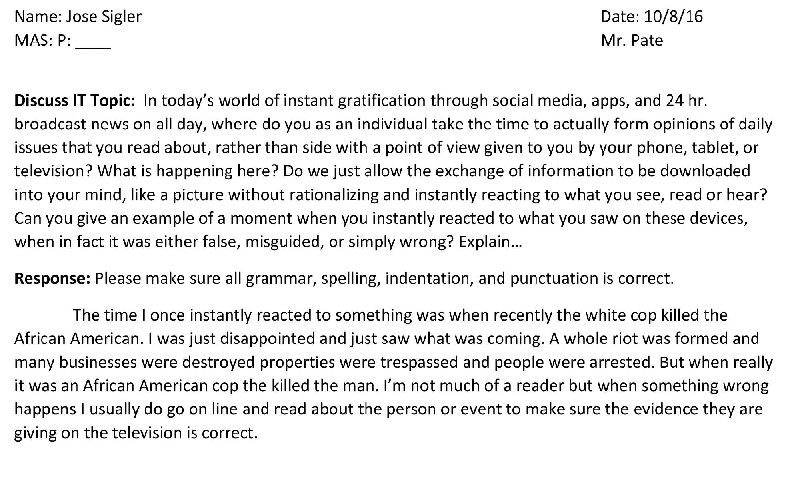 Name: Jose Sigler Date: 10/8/16
MAS: P: ____ Mr. Pate
Discuss IT Topic: In today's world of instant gratification through social media, apps, and 24 hr.
broadcast news on all day, where do you as an individual take the time to actually form opinions of daily
issues that you read about, rather than side with a point of view given to you by your phone, tablet, or
television? What is happening here? Do we just allow the exchange of information to be downloaded
into your mind, like a picture without rationalizing and instantly reacting to what you see, read or hear?
Can you give an example of a moment when you instantly reacted to what you saw on these devices,
when in fact it was either false, misguided, or simply wrong? Explain...
Response: Please make sure all grammar, spelling, indentation, and punctuation is correct.
The time I once instantly reacted to something was when recently the white cop killed the
African American. I was just disappointed and just saw what was coming. A whole riot was formed and
many businesses were destroyed properties were trespassed and people were arrested. But when really
it was an African American cop the killed the man. I'm not much of a reader but when something wrong
happens I usually do go on line and read about the person or event to make sure the evidence they are
giving on the television is correct.